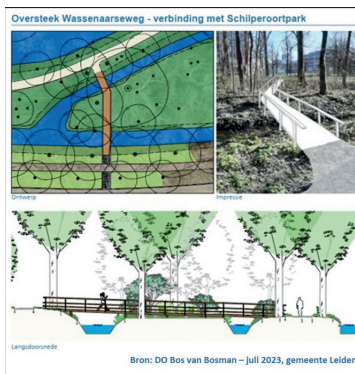 Oversteek Wassenaarseweg - verbinding met Schilperoortpark
Ontwerp
Impressie
Langsdoorsnede
Bron: DO Bos van Bosman – juli 2023, gemeente Leiden